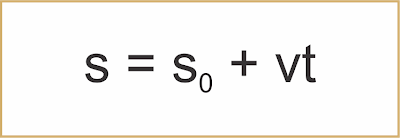 s = s₀ + vt